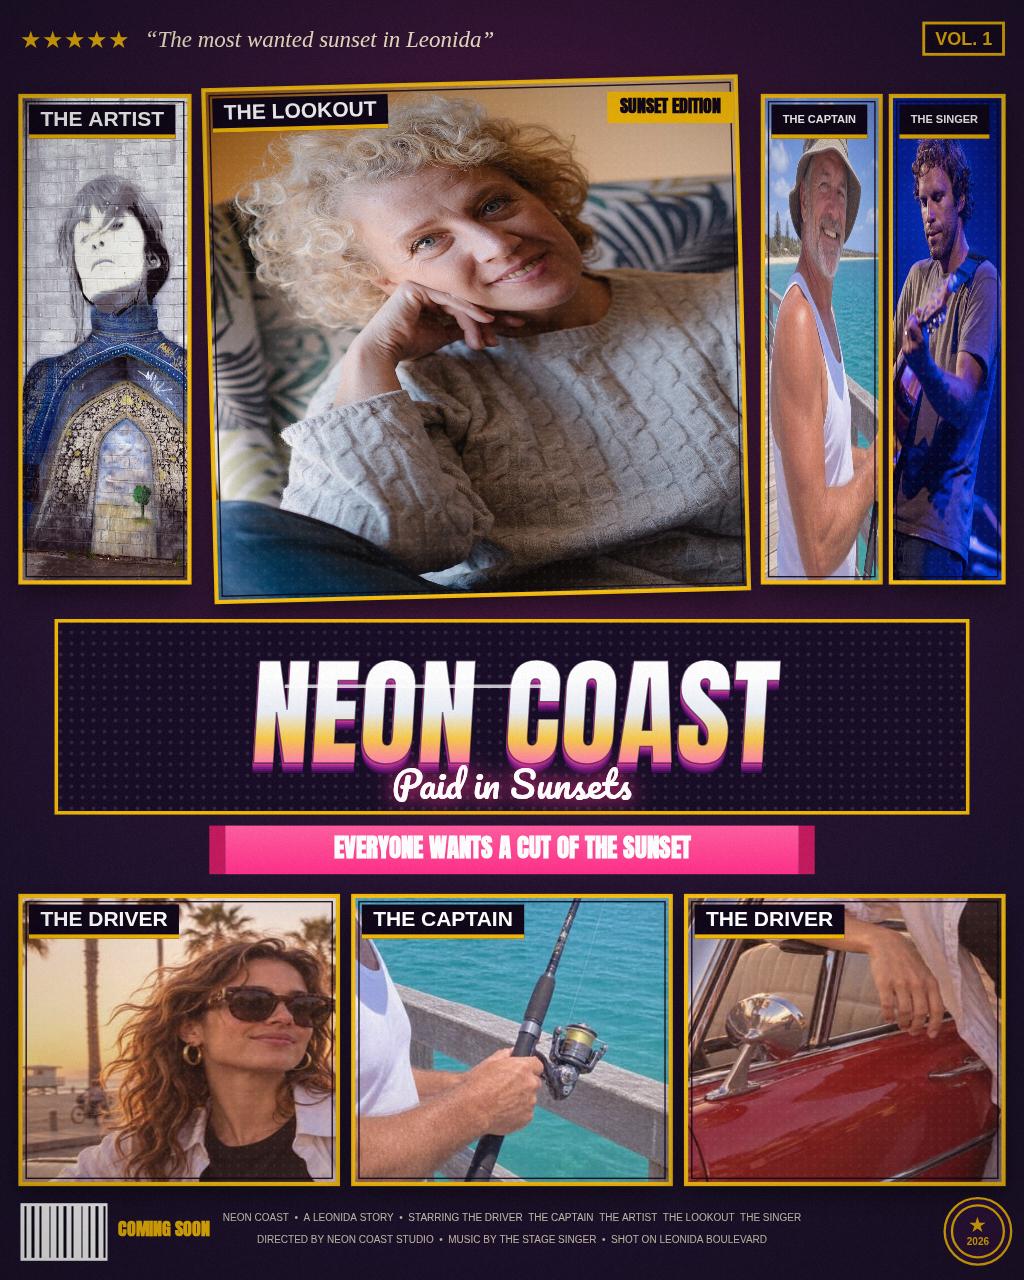 ★★★★★ “The most wanted sunset in Leonida”
VOL. 1
THE ARTIST
THE LOOKOUT
SUNSET EDITION
THE CAPTAIN
THE SINGER
NEON COAST
Paid in Sunsets
EVERYONE WANTS A CUT OF THE SUNSET
THE DRIVER
THE CAPTAIN
THE DRIVER
COMING SOON
NEON COAST • A LEONIDA STORY • STARRING THE DRIVER THE CAPTAIN THE ARTIST THE LOOKOUT THE SINGER
DIRECTED BY NEON COAST STUDIO • MUSIC BY THE STAGE SINGER • SHOT ON LEONIDA BOULEVARD
★
2026